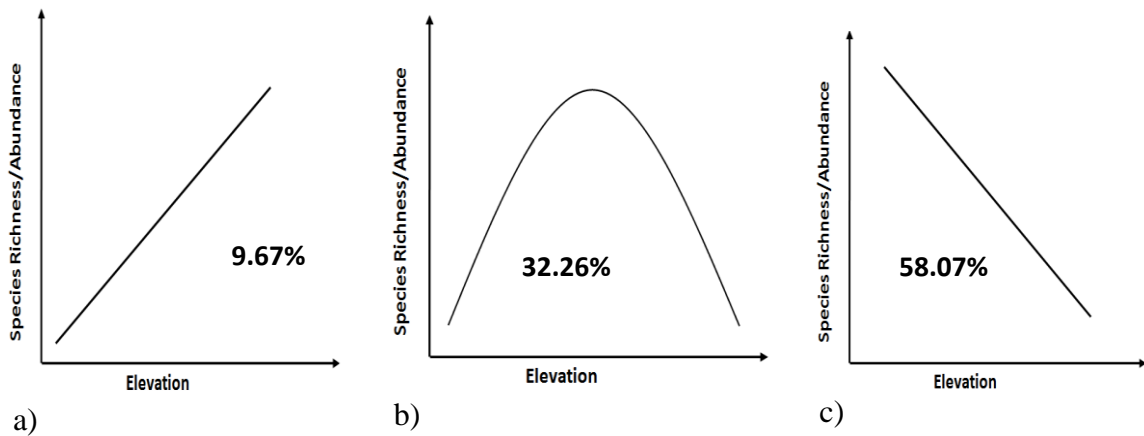 Species Richness/Abundance
9.67%
Elevation
a)
Species Richness/Abundance
32.26%
Elevation
b)
Species Richness/Abundance
58.07%
Elevation
c)